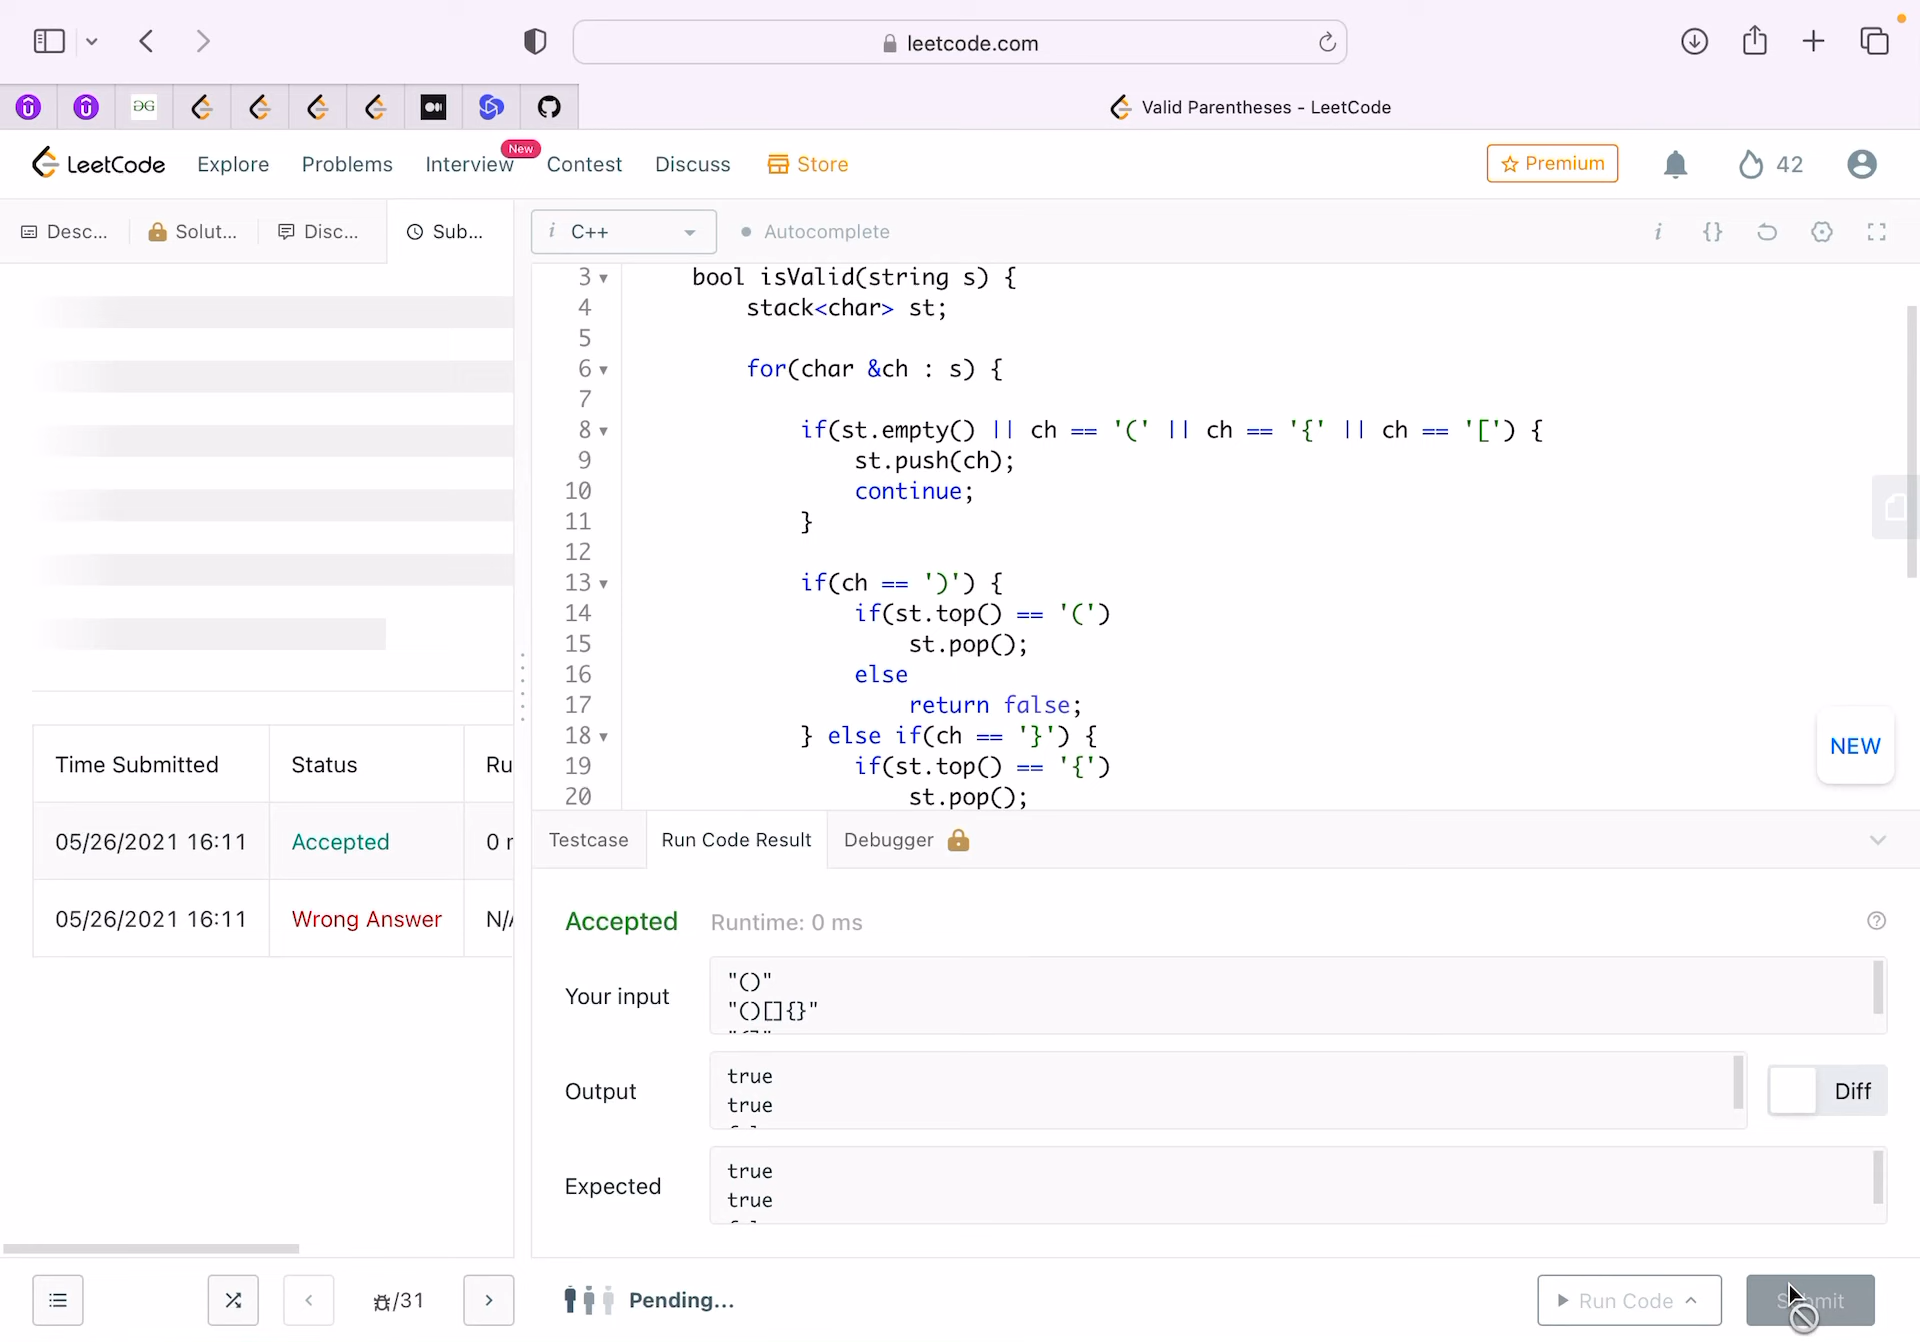 leetcode.com
Valid Parentheses - LeetCode
LeetCode Explore Problems Interview New Contest Discuss Store Premium 42
Desc... Solut... Disc... Sub...
i C++ Autocomplete i {}
3 bool isValid(string s) {
4 stack<char> st;
5
6 for(char &ch : s) {
7
8 if(st.empty() || ch == '(' || ch == '{' || ch == '[') {
9 st.push(ch);
10 continue;
11 }
12
13 if(ch == ')') {
14 if(st.top() == '(')
15 st.pop();
16 else
17 return false;
18 } else if(ch == '}') {
19 if(st.top() == '{')
20 st.pop();
NEW
Time Submitted Status Ru
05/26/2021 16:11 Accepted 0
05/26/2021 16:11 Wrong Answer N/
Testcase Run Code Result Debugger
Accepted Runtime: 0 ms
Your input
"()"
"()[]{}"
Output
true
true
Diff
Expected
true
true
/31
Pending...
Run Code